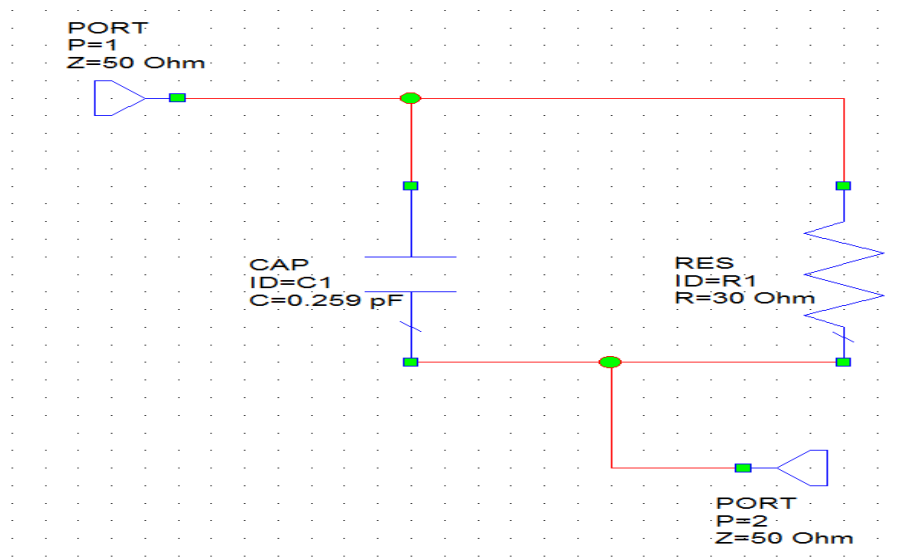 PORT
P=1
Z=50 Ohm
CAP
ID=C1
C=0.259 pF
RES
ID=R1
R=30 Ohm
PORT
P=2
Z=50 Ohm